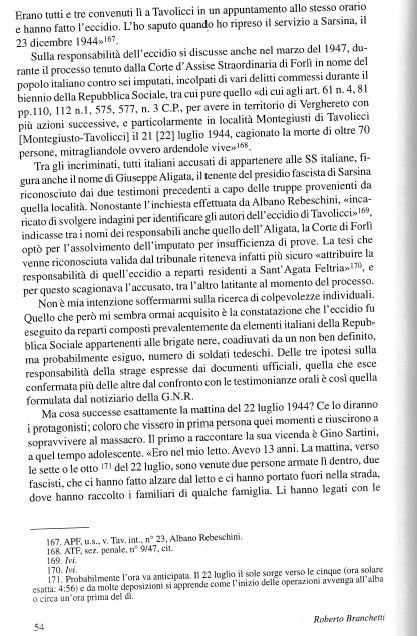 Erano tutti e tre convenuti lì a Tavolicci in un appuntamento allo stesso orario
e hanno fatto l'eccidio. L'ho saputo quando ho ripreso il servizio a Sarsina, il
23 dicembre 1944»167.
Sulla responsabilità dell'eccidio si discusse anche nel marzo del 1947, du-
rante il processo tenuto dalla Corte d'Assise Straordinaria di Forlì in nome del
popolo italiano contro sei imputati, incolpati di vari delitti commessi durante il
biennio della Repubblica Sociale, tra cui pure quello «di cui agli art. 61 n. 4, 81
pp.110, 112 n.1, 575, 577, n. 3 C.P., per avere in territorio di Verghereto con
più azioni successive, e particolarmente in località Montegiusti di Tavolicci
[Montegiusto-Tavolicci] il 21 [22] luglio 1944, cagionato la morte di oltre 70
persone, mitragliandole ovvero ardendole vive»168.
Tra gli incriminati, tutti italiani accusati di appartenere alle SS italiane, fi-
gura anche il nome di Giuseppe Aligata, il tenente del presidio fascista di Sarsina
riconosciuto dai due testimoni precedenti a capo delle truppe provenienti da
quella località. Nonostante l'inchiesta effettuata da Albano Rebeschini, «inca-
ricato di svolgere indagini per identificare gli autori dell'eccidio di Tavolicci»169,
indicasse tra i nomi dei responsabili anche quello dell'Aligata, la Corte di Forlì
optò per l'assolvimento dell'imputato per insufficienza di prove. La tesi che
venne riconosciuta valida dal tribunale riteneva infatti più sicuro «attribuire la
responsabilità di quell'eccidio a reparti residenti a Sant'Agata Feltria»170, e
per questo scagionava l'accusato, tra l'altro latitante al momento del processo.
Non è mia intenzione soffermarmi sulla ricerca di colpevolezze individuali.
Quello che però mi sembra ormai acquisito è la constatazione che l'eccidio fu
eseguito da reparti composti prevalentemente da elementi italiani della Repub-
blica Sociale appartenenti alle brigate nere, coadiuvati da un non ben definito,
ma probabilmente esiguo, numero di soldati tedeschi. Delle tre ipotesi sulla
responsabilità della strage espresse dai documenti ufficiali, quella che esce
confermata più delle altre dal confronto con le testimonianze orali è così quella
formulata dal notiziario della G.N.R.
Ma cosa successe esattamente la mattina del 22 luglio 1944? Ce lo diranno
i protagonisti; coloro che vissero in prima persona quei momenti e riuscirono a
sopravvivere al massacro. Il primo a raccontare la sua vicenda è Gino Sartini,
a quel tempo adolescente. «Ero nel mio letto. Avevo 13 anni. La mattina, verso
le sette o le otto 171 del 22 luglio, sono venute due persone armate lì dentro, due
fascisti, che ci hanno fatto alzare dal letto e ci hanno portato fuori nella strada,
dove hanno raccolto i familiari di qualche famiglia. Li hanno legati con le
167. APF, u.s., v. Tav. int., n° 23, Albano Rebeschini.
168. ATF, sez. penale, n° 9/47, cit.
169. Ivi.
170. Ivi.
171. Probabilmente l'ora va anticipata. Il 22 luglio il sole sorge verso le cinque (ora solare
esatta: 4:56) e da molte deposizioni si apprende come l'inizio delle operazioni avvenga all'alba
o circa un'ora prima del dì.
54
Roberto Branchetti